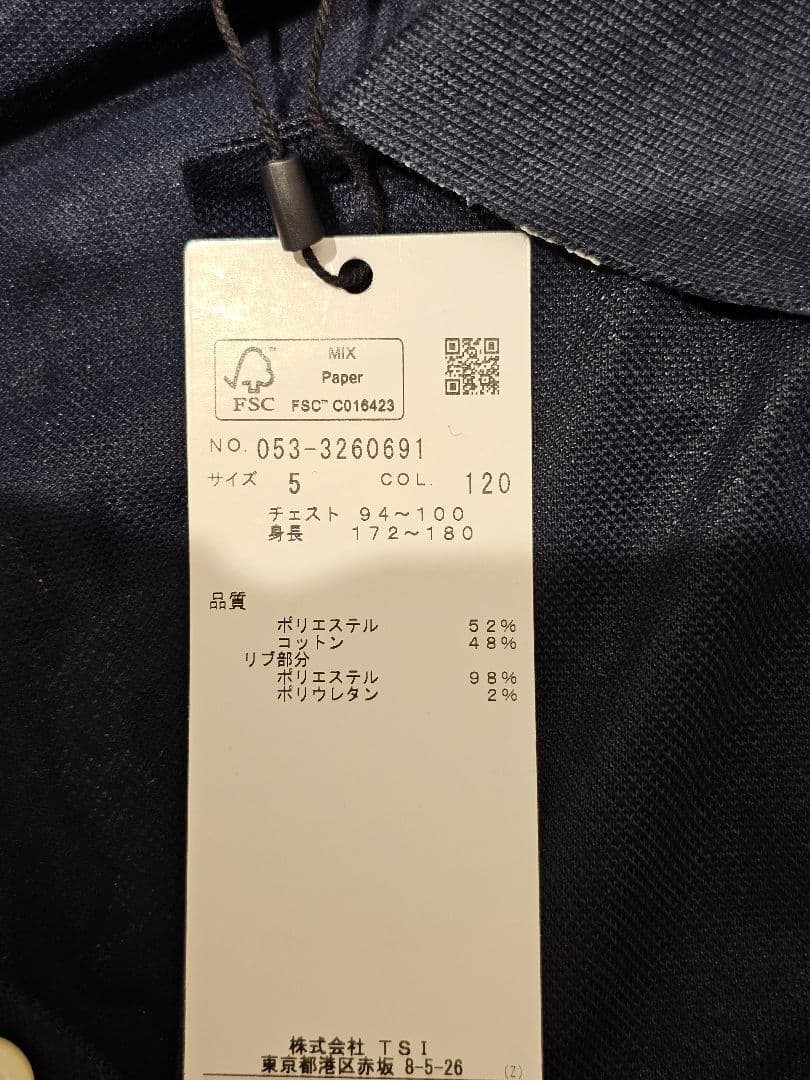 MIX
Paper
FSC™ FSC™ C016423
NO. 053-3260691
サイズ 5 COL. 120
チェスト 94～100
身長 172～180
品質
ポリエステル 52%
コットン 48%
リブ部分
ポリエステル 98%
ポリウレタン 2%
株式会社 TSI
東京都港区赤坂 8-5-26 (2)